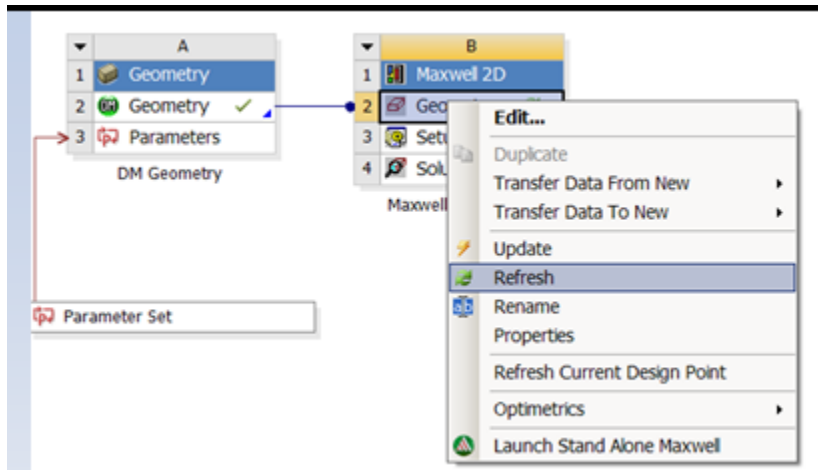 A
1 Geometry
2 Geometry
3 Parameters
DM Geometry
B
1 Maxwell 2D
2
3
4
Maxwell
Edit...
Duplicate
Transfer Data From New
Transfer Data To New
Update
Refresh
Rename
Properties
Refresh Current Design Point
Optimetrics
Launch Stand Alone Maxwell
Parameter Set